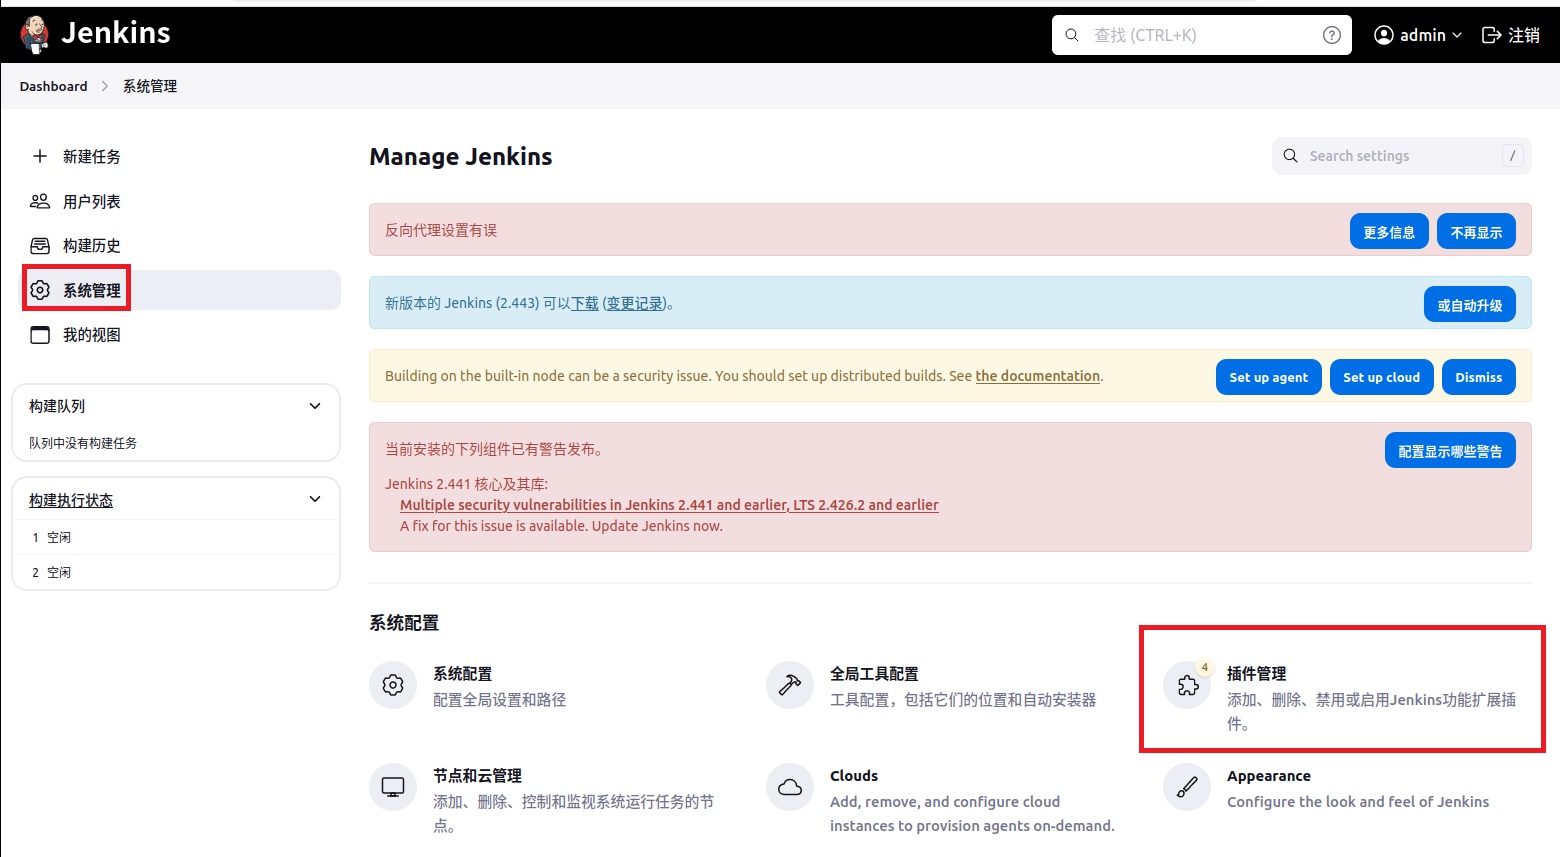 Jenkins
查找 (CTRL+K)
?
admin
注销
Dashboard
系统管理
新建任务
用户列表
构建历史
系统管理
我的视图
构建队列
队列中没有构建任务
构建执行状态
1 空闲
2 空闲
Manage Jenkins
Search settings
/
反向代理设置有误
更多信息
不再显示
新版本的 Jenkins (2.443) 可以下载 (变更记录)。
或自动升级
Building on the built-in node can be a security issue. You should set up distributed builds. See the documentation.
Set up agent
Set up cloud
Dismiss
当前安装的下列组件已有警告发布。
配置显示哪些警告
Jenkins 2.441 核心及其库:
Multiple security vulnerabilities in Jenkins 2.441 and earlier, LTS 2.426.2 and earlier
A fix for this issue is available. Update Jenkins now.
系统配置
系统配置
配置全局设置和路径
全局工具配置
工具配置，包括它们的位置和自动安装器
4
插件管理
添加、删除、禁用或启用Jenkins功能扩展插
件。
节点和云管理
添加、删除、控制和监视系统运行任务的节
点。
Clouds
Add, remove, and configure cloud
instances to provision agents on-demand.
Appearance
Configure the look and feel of Jenkins